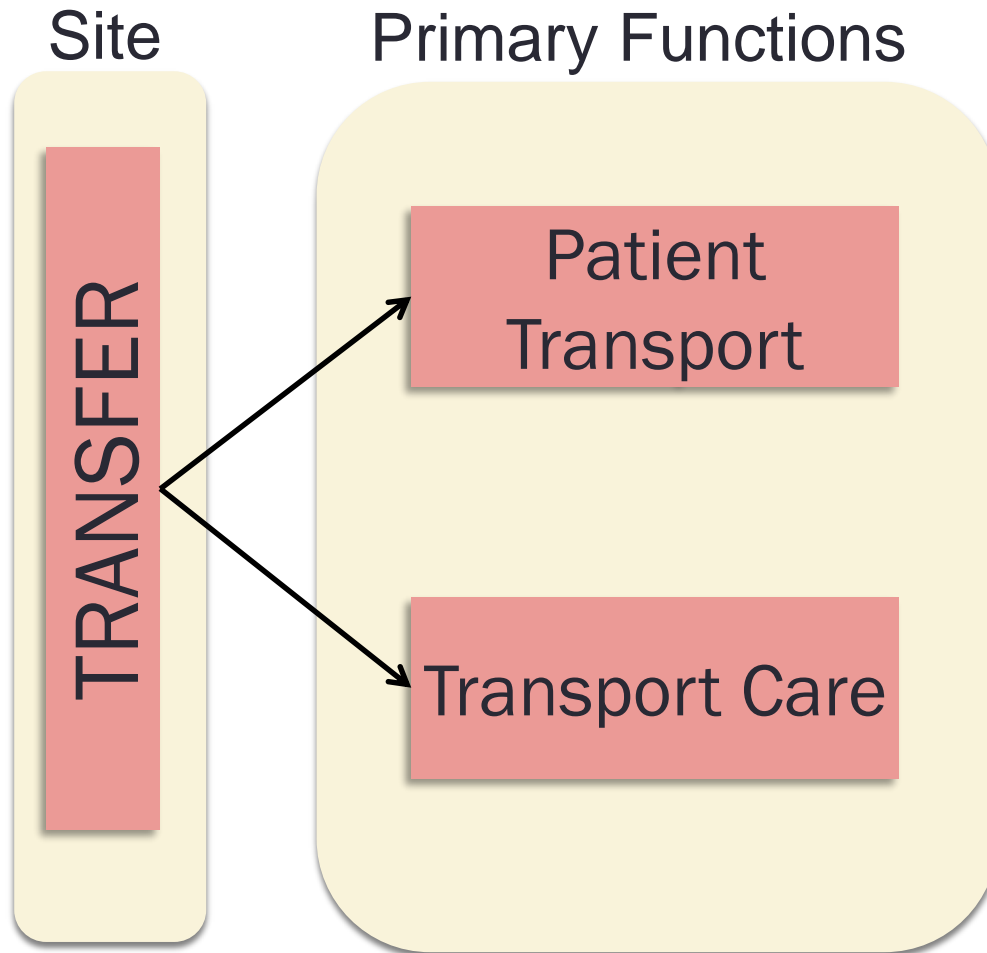 Site
Primary Functions
TRANSFER
Patient
Transport
Transport Care